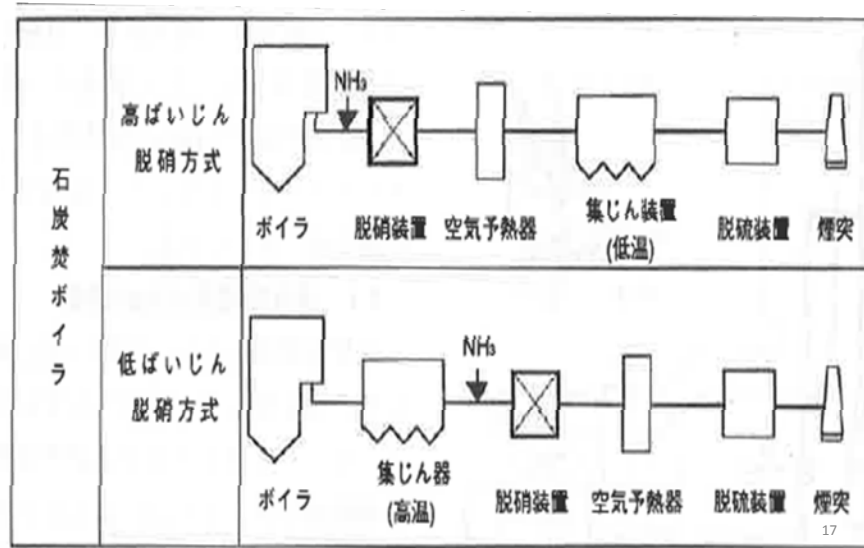 石炭焚ボイラ
高ばいじん
脱硝方式
NH₃
ボイラ
脱硝装置
空気予熱器
集じん装置
(低温)
脱硫装置
煙突
低ばいじん
脱硝方式
NH₃
ボイラ
集じん器
(高温)
脱硝装置
空気予熱器
脱硫装置
煙突
17